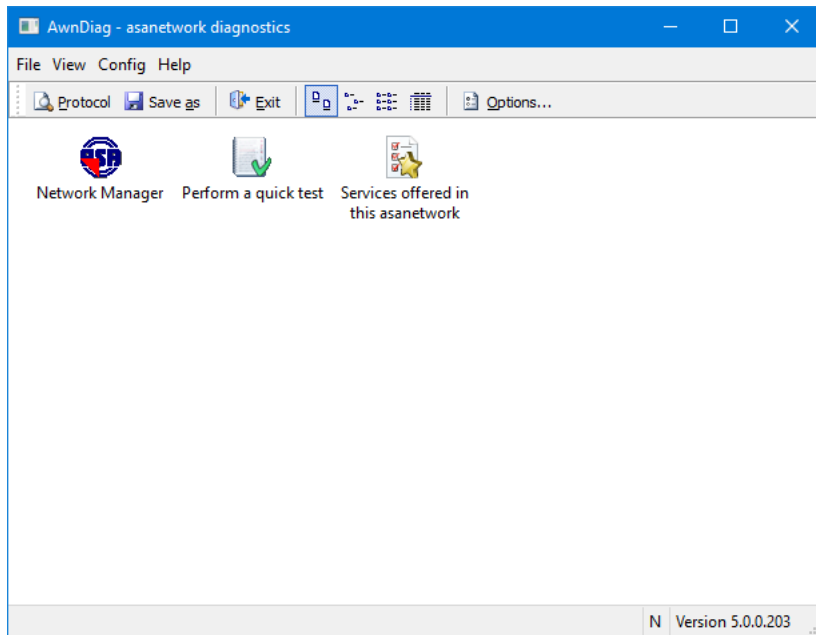 AwnDiag - asanetwork diagnostics
File View Config Help
Protocol Save as Exit Options...
ASA
Network Manager Perform a quick test Services offered in
this asanetwork
N Version 5.0.0.203